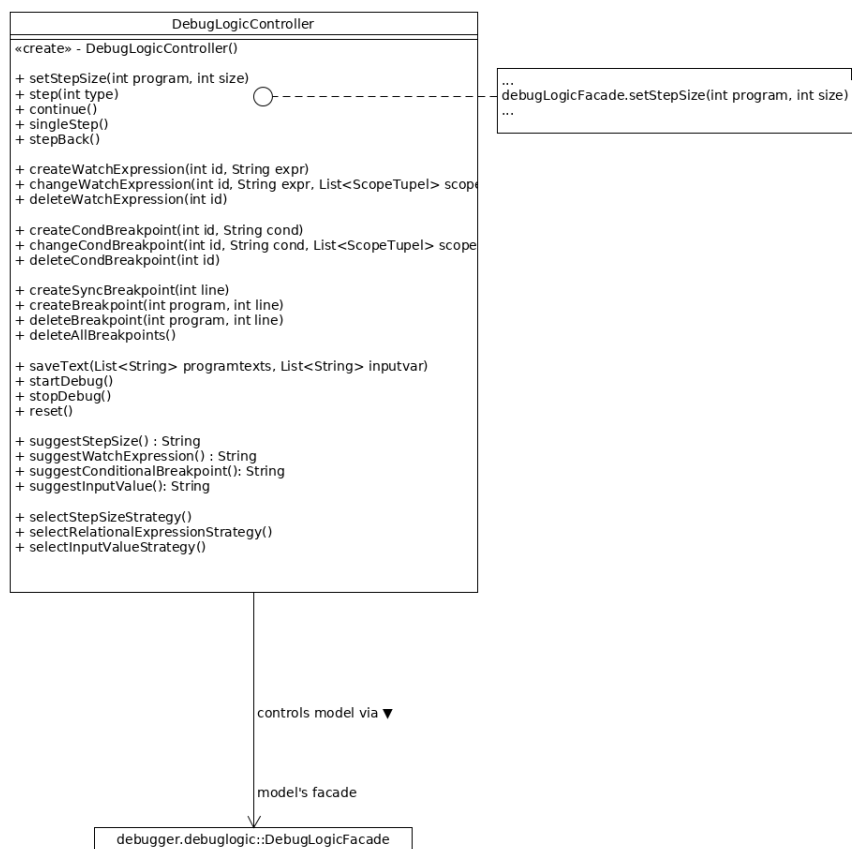 DebugLogicController
«create» - DebugLogicController()
+ setStepSize(int program, int size)
+ step(int type)
+ continue()
+ singleStep()
+ stepBack()
+ createWatchExpression(int id, String expr)
+ changeWatchExpression(int id, String expr, List<ScopeTupel> scope
+ deleteWatchExpression(int id)
+ createCondBreakpoint(int id, String cond)
+ changeCondBreakpoint(int id, String cond, List<ScopeTupel> scope
+ deleteCondBreakpoint(int id)
+ createSyncBreakpoint(int line)
+ createBreakpoint(int program, int line)
+ deleteBreakpoint(int program, int line)
+ deleteAllBreakpoints()
+ saveText(List<String> programtexts, List<String> inputvar)
+ startDebug()
+ stopDebug()
+ reset()
+ suggestStepSize() : String
+ suggestWatchExpression() : String
+ suggestConditionalBreakpoint(): String
+ suggestInputValue(): String
+ selectStepSizeStrategy()
+ selectRelationalExpressionStrategy()
+ selectInputValueStrategy()
...
debugLogicFacade.setStepSize(int program, int size)
...
controls model via ▼
model's facade
debugger.debuglogic::DebugLogicFacade